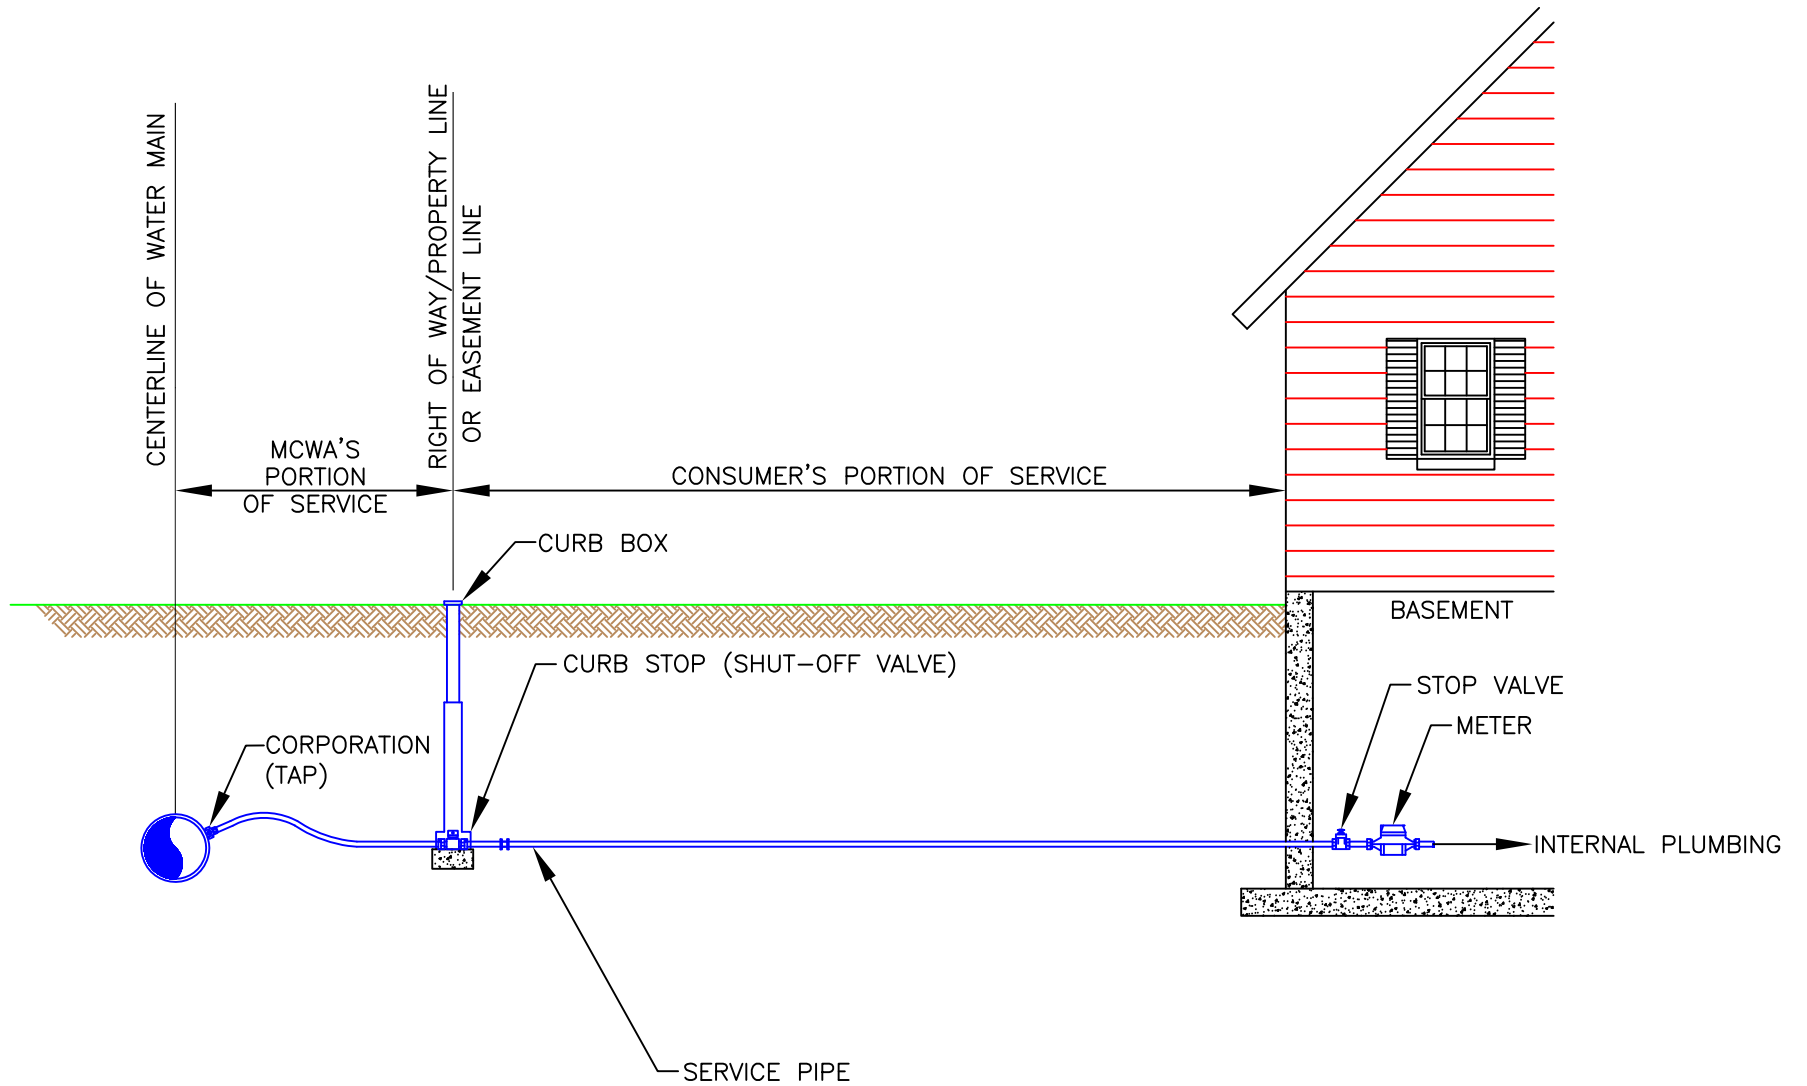 CENTERLINE OF WATER MAIN
RIGHT OF WAY/PROPERTY LINE
OR EASEMENT LINE
MCWA'S
PORTION
OF SERVICE
CONSUMER'S PORTION OF SERVICE
CURB BOX
BASEMENT
CURB STOP (SHUT-OFF VALVE)
STOP VALVE
METER
CORPORATION
(TAP)
INTERNAL PLUMBING
SERVICE PIPE